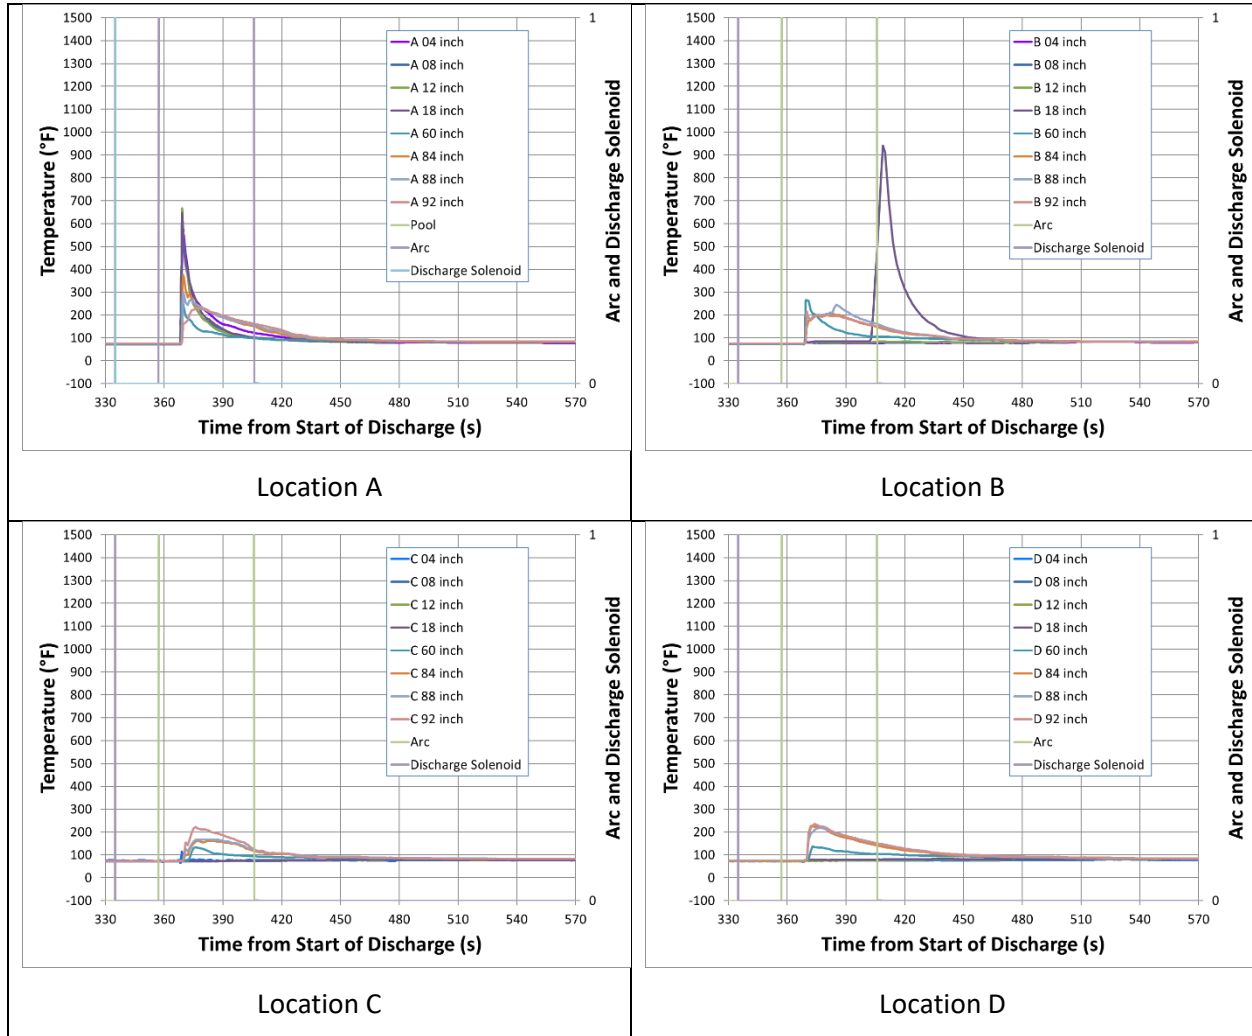 1500
1400
1300
1200
1100
1000
900
800
700
600
500
400
300
200
100
0
-100
Temperature (°F)
330 360 390 420 450 480 510 540 570
Time from Start of Discharge (s)
1
0
Arc and Discharge Solenoid
A 04 inch
A 08 inch
A 12 inch
A 18 inch
A 60 inch
A 84 inch
A 88 inch
A 92 inch
Pool
Arc
Discharge Solenoid
Location A
1500
1400
1300
1200
1100
1000
900
800
700
600
500
400
300
200
100
0
-100
Temperature (°F)
330 360 390 420 450 480 510 540 570
Time from Start of Discharge (s)
1
0
Arc and Discharge Solenoid
B 04 inch
B 08 inch
B 12 inch
B 18 inch
B 60 inch
B 84 inch
B 88 inch
B 92 inch
Arc
Discharge Solenoid
Location B
1500
1400
1300
1200
1100
1000
900
800
700
600
500
400
300
200
100
0
-100
Temperature (°F)
330 360 390 420 450 480 510 540 570
Time from Start of Discharge (s)
1
0
Arc and Discharge Solenoid
C 04 inch
C 08 inch
C 12 inch
C 18 inch
C 60 inch
C 84 inch
C 88 inch
C 92 inch
Arc
Discharge Solenoid
Location C
1500
1400
1300
1200
1100
1000
900
800
700
600
500
400
300
200
100
0
-100
Temperature (°F)
330 360 390 420 450 480 510 540 570
Time from Start of Discharge (s)
1
0
Arc and Discharge Solenoid
D 04 inch
D 08 inch
D 12 inch
D 18 inch
D 60 inch
D 84 inch
D 88 inch
D 92 inch
Arc
Discharge Solenoid
Location D